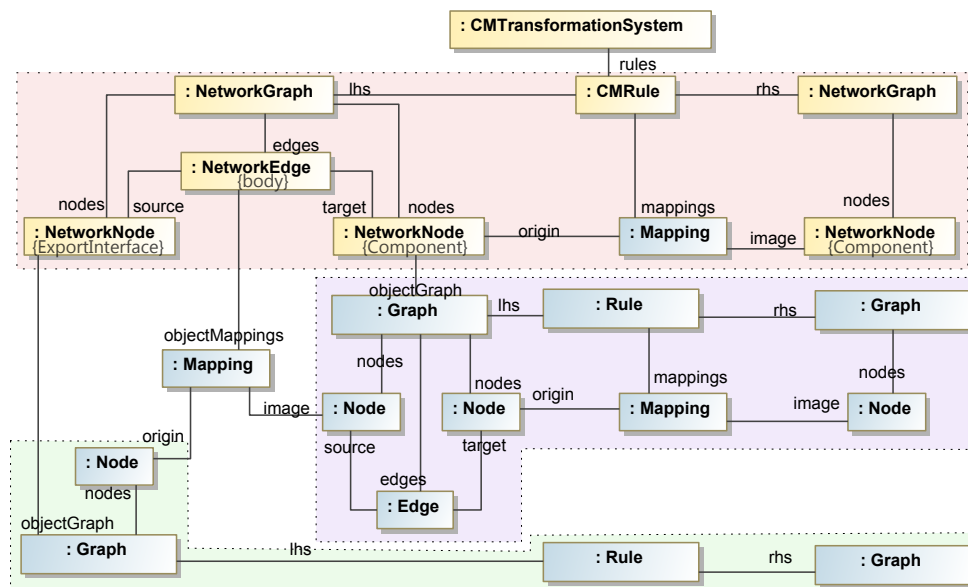 : CMTransformationSystem
rules
: NetworkGraph
lhs
: CMRule
rhs
: NetworkGraph
edges
: NetworkEdge
{body}
nodes
source
target
nodes
mappings
nodes
: NetworkNode
{ExportInterface}
: NetworkNode
{Component}
origin
: Mapping
image
: NetworkNode
{Component}
objectGraph
: Graph
lhs
: Rule
rhs
: Graph
objectMappings
: Mapping
nodes
nodes
mappings
nodes
image
: Node
: Node
origin
: Mapping
image
: Node
origin
source
target
: Node
nodes
edges
: Edge
objectGraph
: Graph
lhs
: Rule
rhs
: Graph